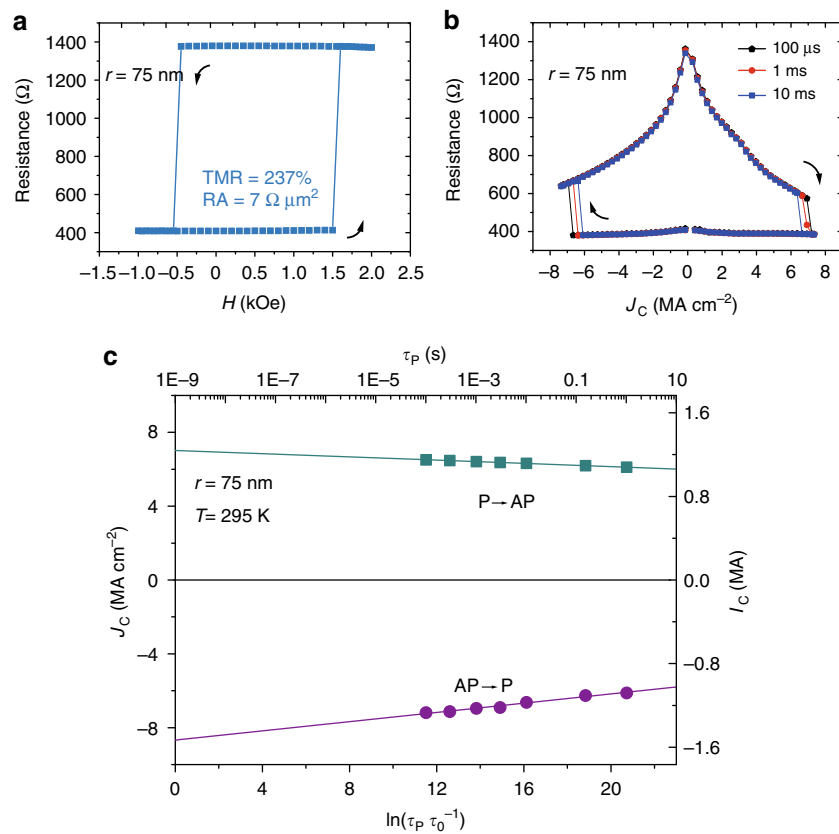 a
1400
1200
1000
800
600
400
Resistance (Ω)
r = 75 nm
TMR = 237%
RA = 7 Ω μm²
−1.5 −1.0 −0.5 0 0.5 1.0 1.5 2.0 2.5
H (kOe)
b
1400
1200
1000
800
600
400
Resistance (Ω)
r = 75 nm
100 μs
1 ms
10 ms
−8 −6 −4 −2 0 2 4 6 8
J_C (MA cm⁻²)
c
τ_P (s)
1E−9 1E−7 1E−5 1E−3 0.1 10
8
4
0
−4
−8
J_C (MA cm⁻²)
r = 75 nm
T= 295 K
P→AP
AP→P
1.6
1.2
0.0
−0.8
−1.6
I_C (MA)
0 4 8 12 16 20
ln(τ_P τ₀⁻¹)